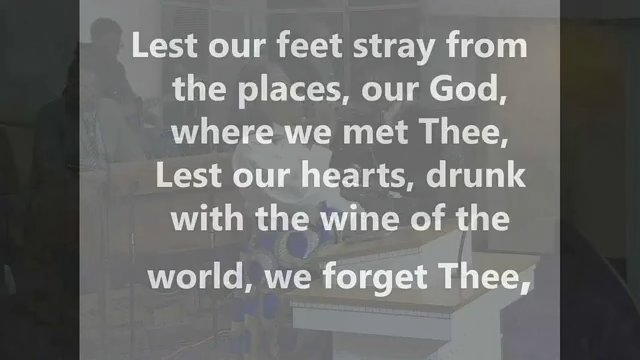 Lest our feet stray from
the places, our God,
where we met Thee,
Lest our hearts, drunk
with the wine of the
world, we forget Thee,